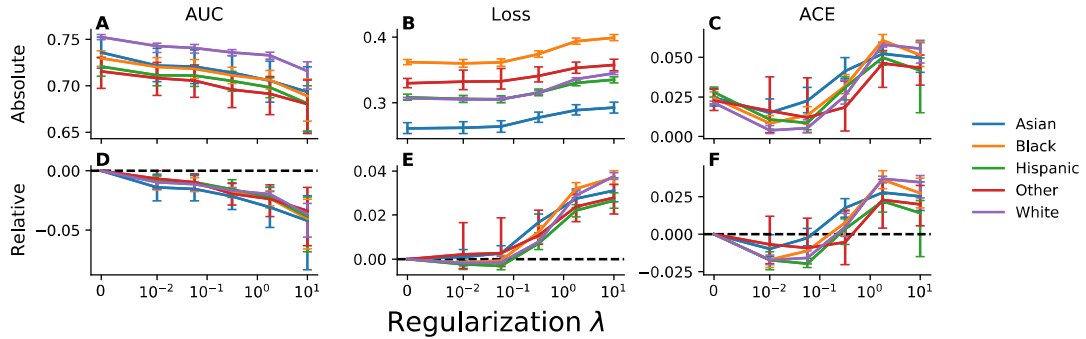 AUC Loss ACE
A B C
Absolute
0.75
0.70
0.65
0.4
0.3
0.050
0.025
0.000
D E F
Relative
0.00
−0.05
0.04
0.02
0.00
0.025
0.000
−0.025
0 10⁻² 10⁻¹ 10⁰ 10¹
0 10⁻² 10⁻¹ 10⁰ 10¹
0 10⁻² 10⁻¹ 10⁰ 10¹
Regularization λ
Asian
Black
Hispanic
Other
White